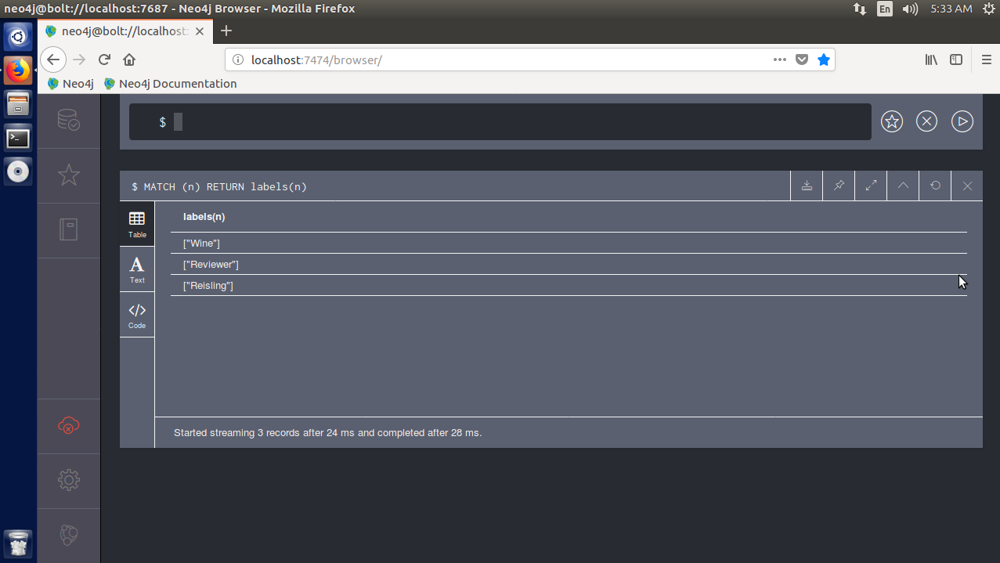 neo4j@bolt://localhost:7687 - Neo4j Browser - Mozilla Firefox
En
5:33 AM
neo4j@bolt://localhost:
localhost:7474/browser/
Neo4j
Neo4j Documentation
$
$ MATCH (n) RETURN labels(n)
Table
A
Text
</>
Code
labels(n)
["Wine"]
["Reviewer"]
["Reisling"]
Started streaming 3 records after 24 ms and completed after 28 ms.